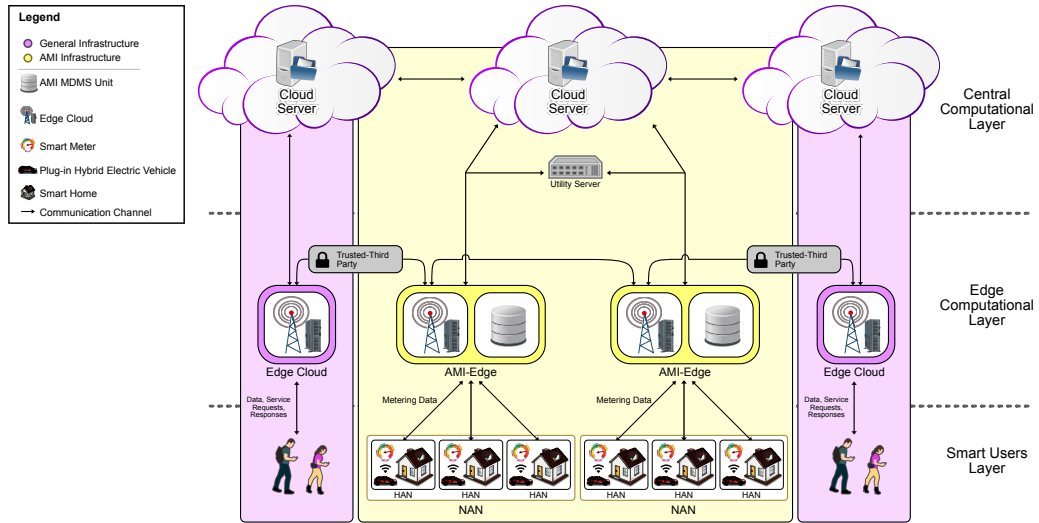 Legend
General Infrastructure
AMI Infrastructure
AMI MDMS Unit
Edge Cloud
Smart Meter
Plug-in Hybrid Electric Vehicle
Smart Home
Communication Channel
Cloud
Server
Cloud
Server
Cloud
Server
Central
Computational
Layer
Utility Server
Trusted-Third
Party
Trusted-Third
Party
Edge
Computational
Layer
Edge Cloud
AMI-Edge
AMI-Edge
Edge Cloud
Data, Service
Requests,
Responses
Metering Data
Metering Data
Data, Service
Requests,
Responses
Smart Users
Layer
HAN
HAN
HAN
HAN
HAN
HAN
NAN
NAN